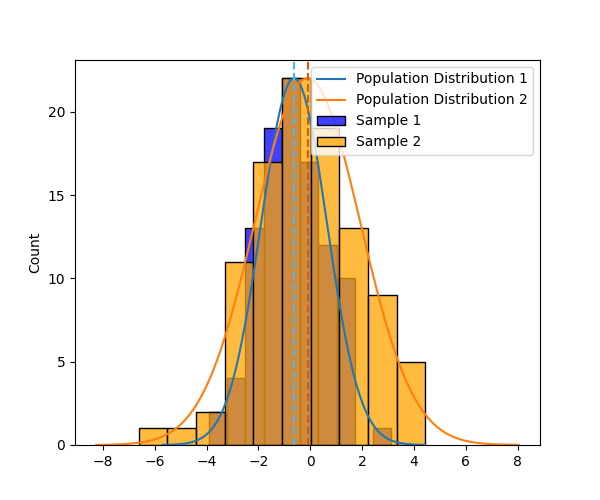 Population Distribution 1
Population Distribution 2
Sample 1
Sample 2
20
15
10
5
0
Count
−8 −6 −4 −2 0 2 4 6 8